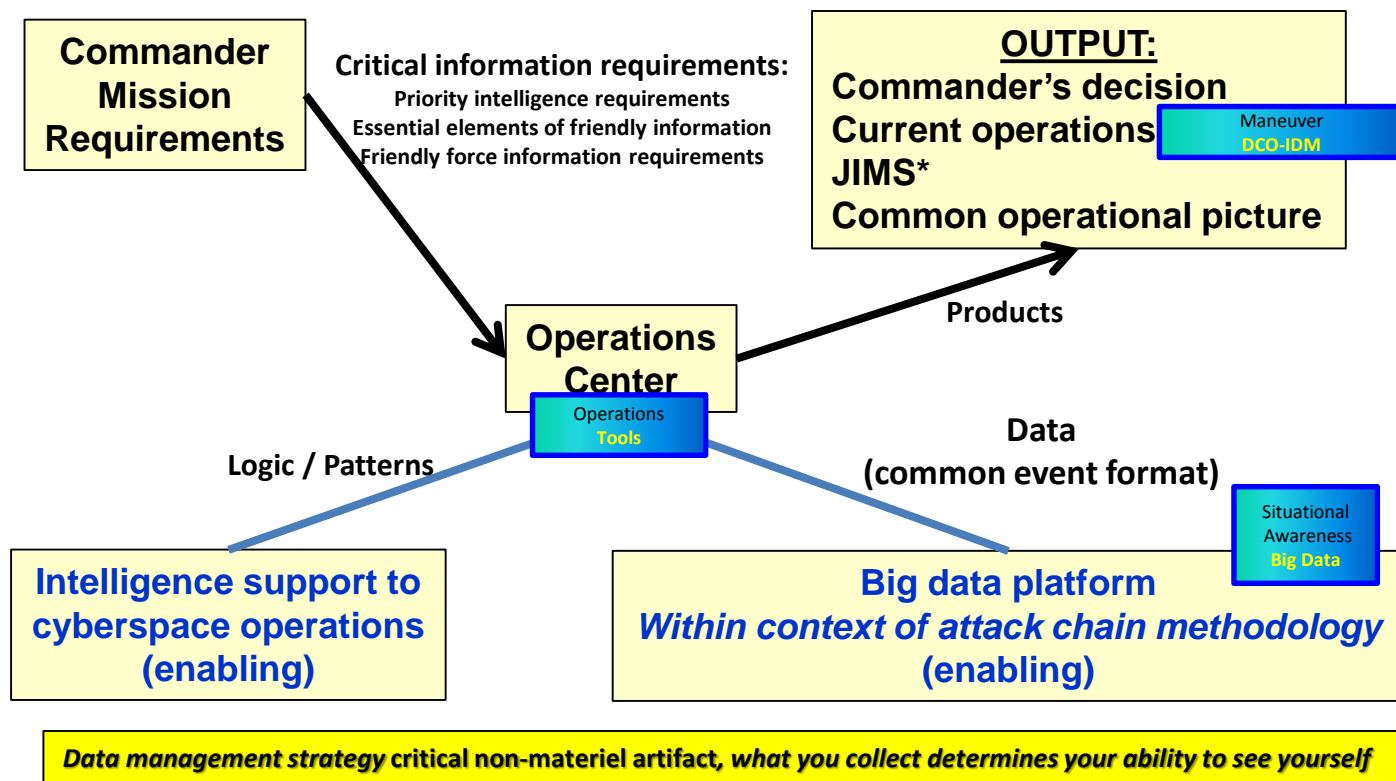 Commander
Mission
Requirements
Critical information requirements:
Priority intelligence requirements
Essential elements of friendly information
Friendly force information requirements
OUTPUT:
Commander’s decision
Current operations
JIMS*
Common operational picture
Maneuver
DCO-IDM
Products
Operations
Center
Operations
Tools
Logic / Patterns
Data
(common event format)
Situational
Awareness
Big Data
Intelligence support to
cyberspace operations
(enabling)
Big data platform
Within context of attack chain methodology
(enabling)
Data management strategy critical non-materiel artifact, what you collect determines your ability to see yourself